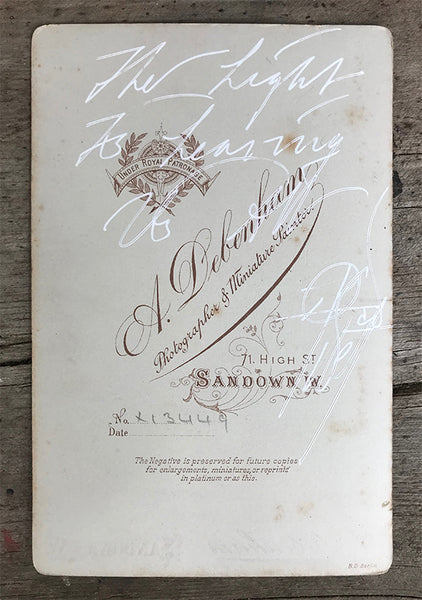 The Light
Is Leaving
Us
UNDER ROYAL PATRONAGE
A. Debenham
Photographer & Miniature Painter.
71. HIGH ST
SANDOWN. I.W.
No. X13449
Date
The Negative is preserved for future copies
for enlargements, miniatures, or reprints
in platinum or as this.